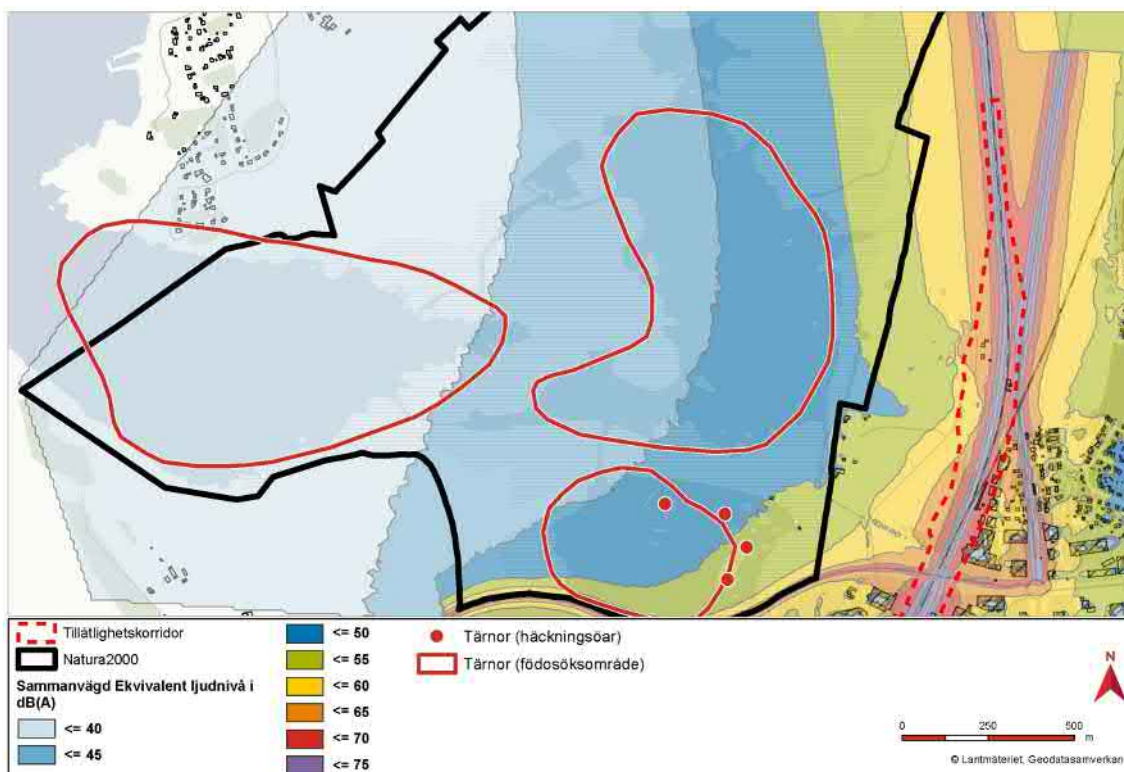 Tillåtlighetskorridor
Natura2000
Sammanvägd Ekvivalent ljudnivå i
dB(A)
<= 40
<= 45
<= 50
<= 55
<= 60
<= 65
<= 70
<= 75
Tärnor (häckningsöar)
Tärnor (födosöksområde)
N
0 250 500
m
© Lantmäteriet, Geodatasamverkan